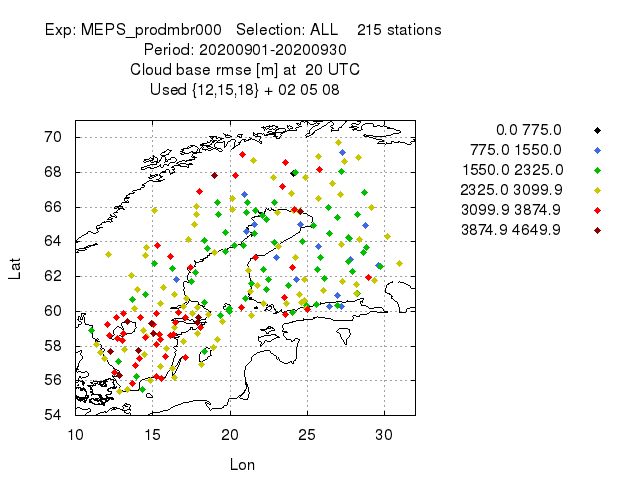 Exp: MEPS_prodmbr000 Selection: ALL 215 stations
Period: 20200901-20200930
Cloud base rmse [m] at 20 UTC
Used {12,15,18} + 02 05 08
0.0 775.0
775.0 1550.0
1550.0 2325.0
2325.0 3099.9
3099.9 3874.9
3874.9 4649.9
70
68
66
64
62
60
58
56
54
Lat
10 15 20 25 30
Lon